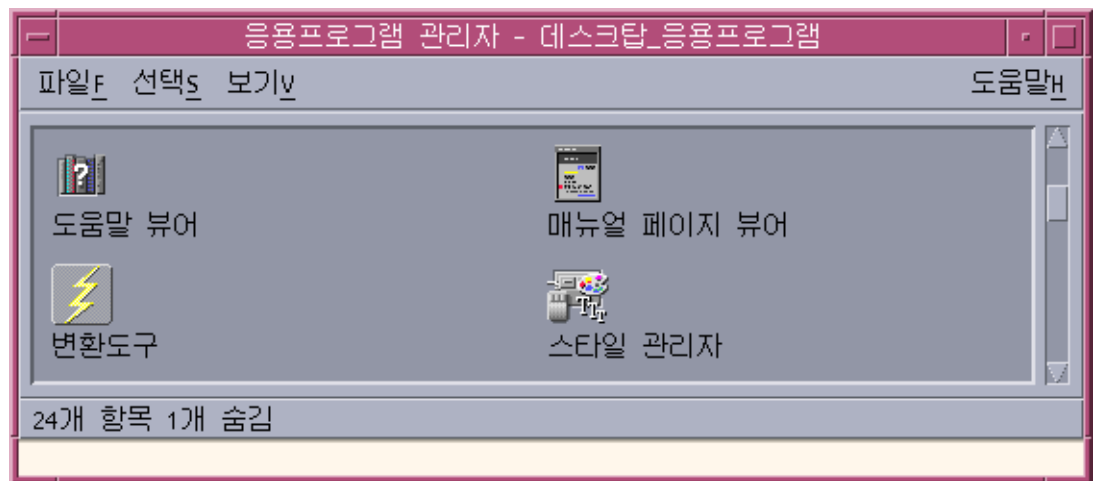 응용프로그램 관리자 - 데스크탑_응용프로그램
파일F 선택S 보기V 도움말H
도움말 뷰어 매뉴얼 페이지 뷰어
변환도구 스타일 관리자
24개 항목 1개 숨김